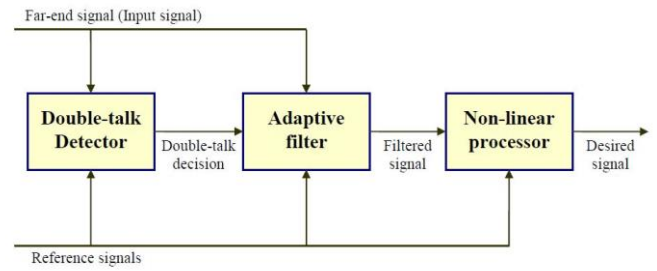 Far-end signal (Input signal)
Double-talk
Detector
Double-talk
decision
Adaptive
filter
Filtered
signal
Non-linear
processor
Desired
signal
Reference signals